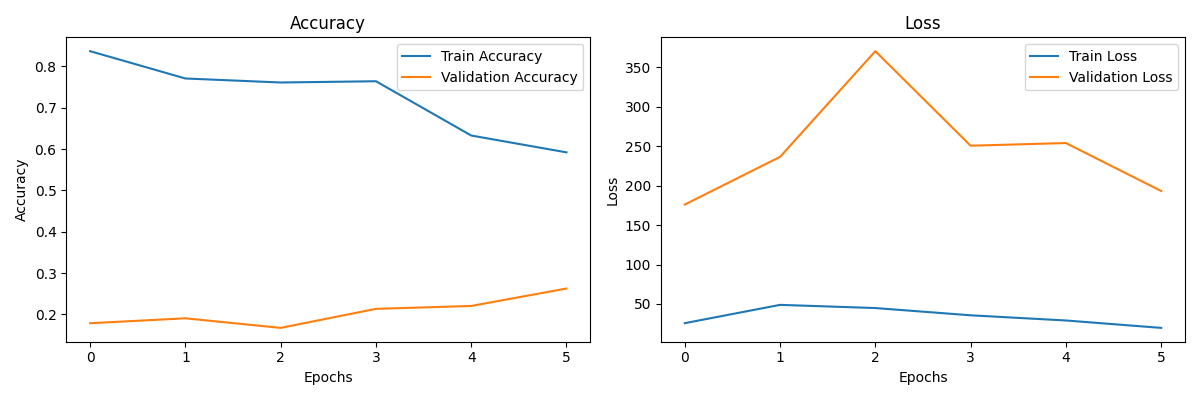 Accuracy
Train Accuracy
Validation Accuracy
Accuracy
0.8
0.7
0.6
0.5
0.4
0.3
0.2
0 1 2 3 4 5
Epochs
Loss
Train Loss
Validation Loss
Loss
350
300
250
200
150
100
50
0 1 2 3 4 5
Epochs